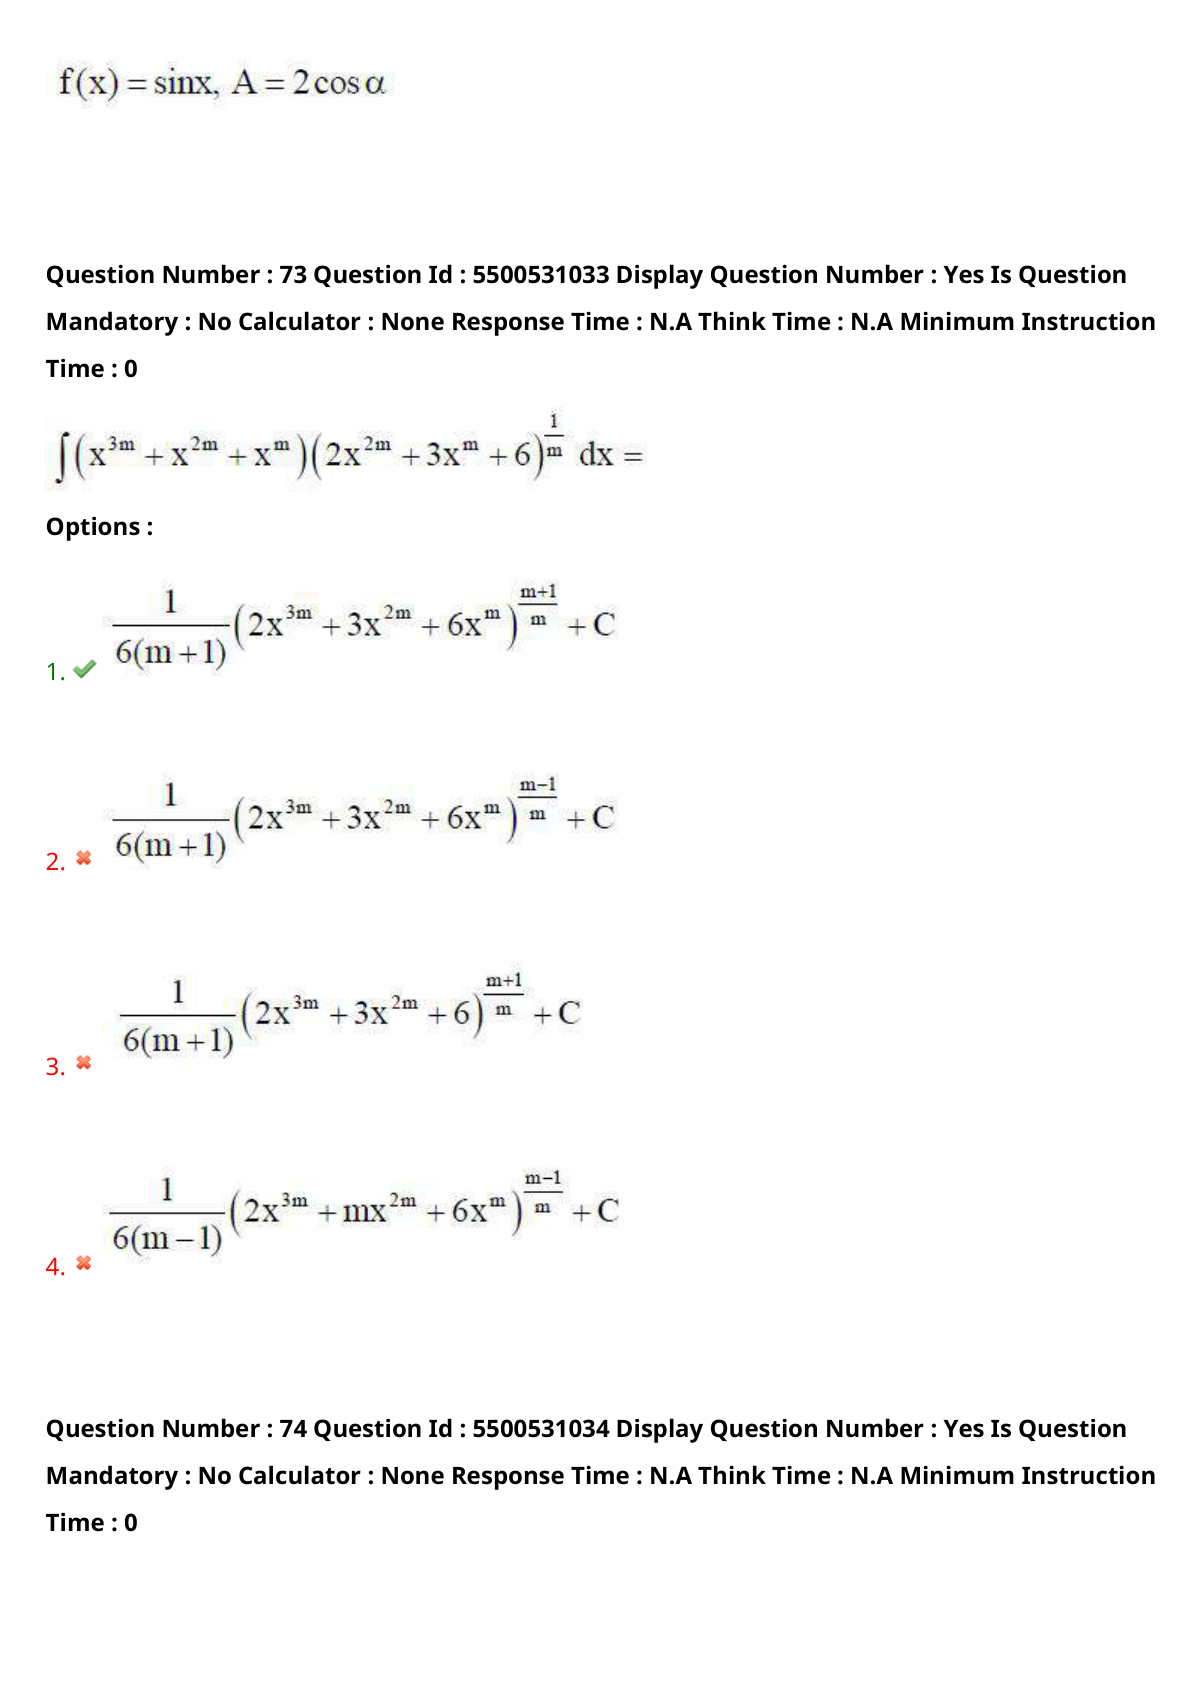 f(x) = sinx, A = 2cosα
Question Number : 73 Question Id : 5500531033 Display Question Number : Yes Is Question
Mandatory : No Calculator : None Response Time : N.A Think Time : N.A Minimum Instruction
Time : 0
∫(x^{3m} + x^{2m} + x^{m})(2x^{2m} + 3x^{m} + 6)^{\frac{1}{m}} dx =
Options :
1. ✔ \frac{1}{6(m+1)}(2x^{3m} + 3x^{2m} + 6x^{m})^{\frac{m+1}{m}} + C
2. ✖ \frac{1}{6(m+1)}(2x^{3m} + 3x^{2m} + 6x^{m})^{\frac{m−1}{m}} + C
3. ✖ \frac{1}{6(m+1)}(2x^{3m} + 3x^{2m} + 6)^{\frac{m+1}{m}} + C
4. ✖ \frac{1}{6(m−1)}(2x^{3m} + mx^{2m} + 6x^{m})^{\frac{m−1}{m}} + C
Question Number : 74 Question Id : 5500531034 Display Question Number : Yes Is Question
Mandatory : No Calculator : None Response Time : N.A Think Time : N.A Minimum Instruction
Time : 0